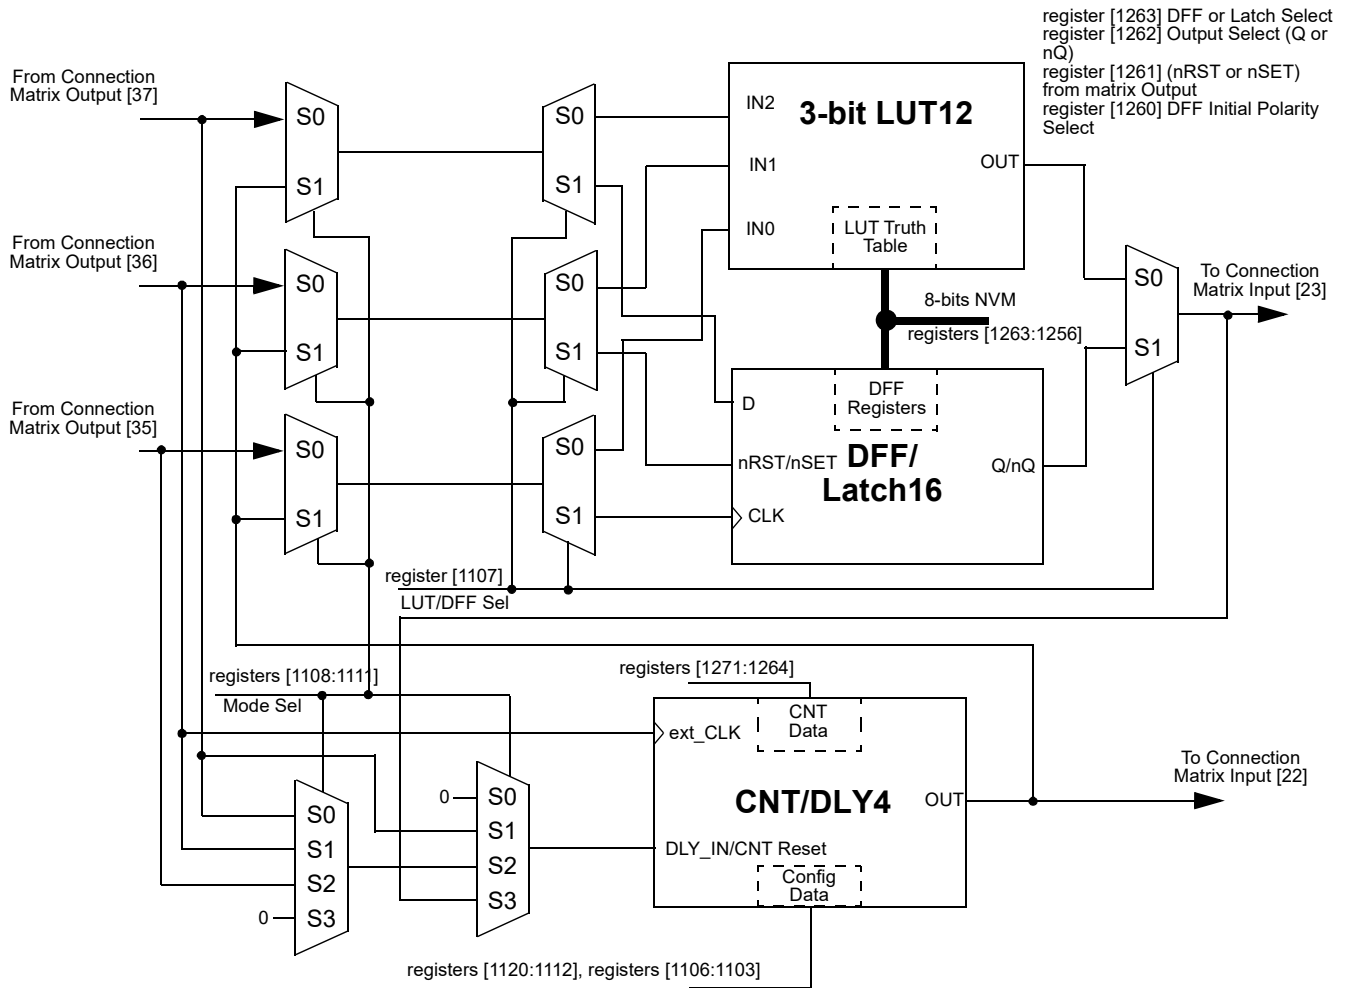 register [1263] DFF or Latch Select
register [1262] Output Select (Q or
nQ)
register [1261] (nRST or nSET)
from matrix Output
register [1260] DFF Initial Polarity
Select
From Connection
Matrix Output [37]
S0
S1
S0
S1
IN2
3-bit LUT12
IN1
OUT
IN0
LUT Truth
Table
From Connection
Matrix Output [36]
S0
S1
S0
S1
8-bits NVM
registers [1263:1256]
S0
S1
To Connection
Matrix Input [23]
From Connection
Matrix Output [35]
S0
S1
S0
S1
D
DFF
Registers
nRST/nSET
DFF/
Latch16
Q/nQ
CLK
register [1107]
LUT/DFF Sel
registers [1108:1111]
Mode Sel
registers [1271:1264]
CNT
Data
ext_CLK
To Connection
Matrix Input [22]
CNT/DLY4
OUT
S0
S1
S2
S3
0
0
S0
S1
S2
S3
DLY_IN/CNT Reset
Config
Data
registers [1120:1112], registers [1106:1103]